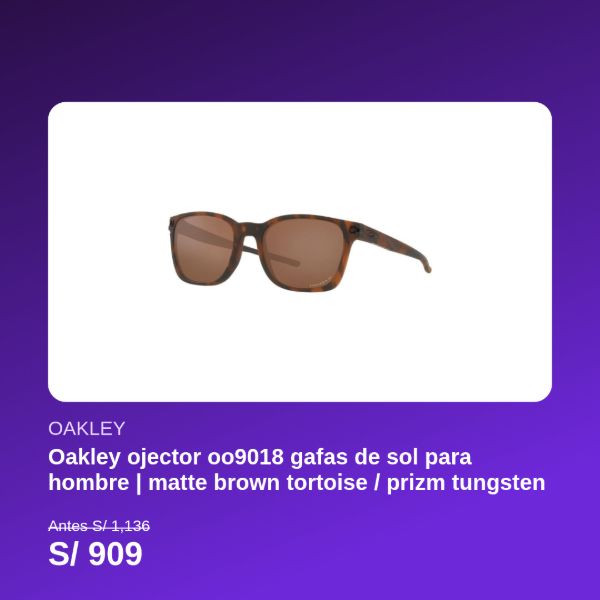 OAKLEY
Oakley ojector oo9018 gafas de sol para
hombre | matte brown tortoise / prizm tungsten
Antes S/ 1,136
S/ 909